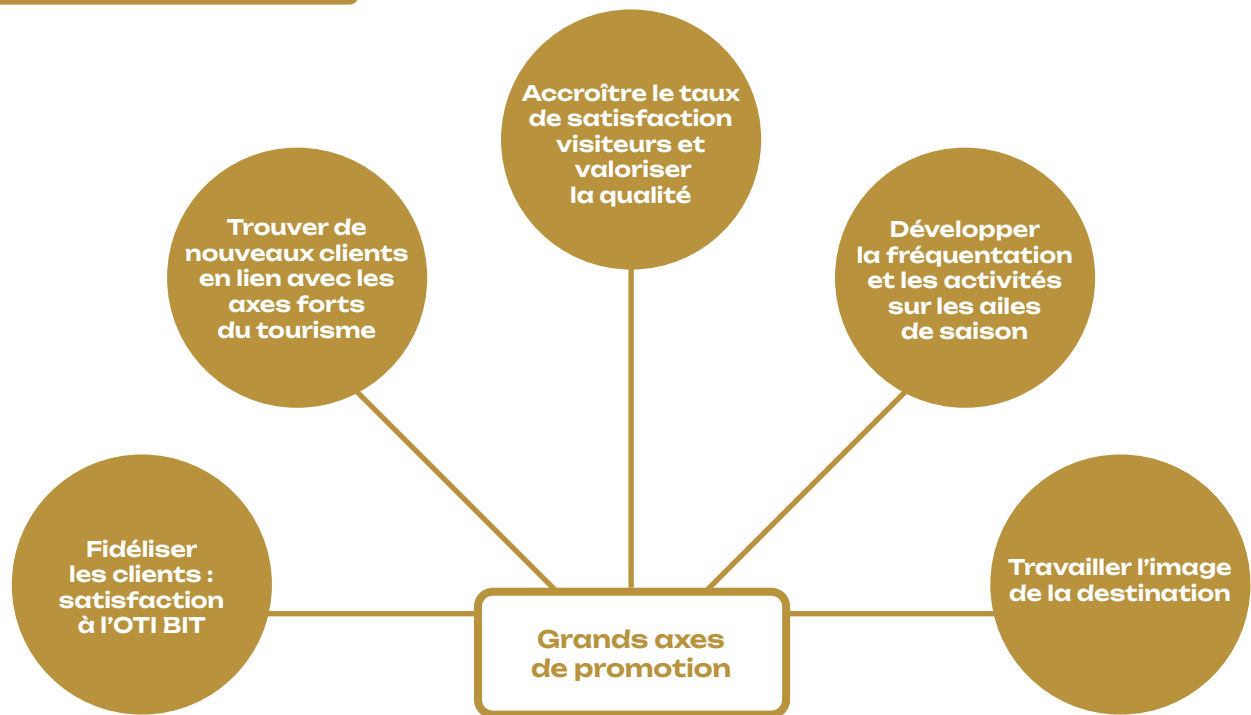 Accroître le taux
de satisfaction
visiteurs et
valoriser
la qualité
Trouver de
nouveaux clients
en lien avec les
axes forts
du tourisme
Développer
la fréquentation
et les activités
sur les ailes
de saison
Fidéliser
les clients :
satisfaction
à l’OTI BIT
Travailler l’image
de la destination
Grands axes
de promotion